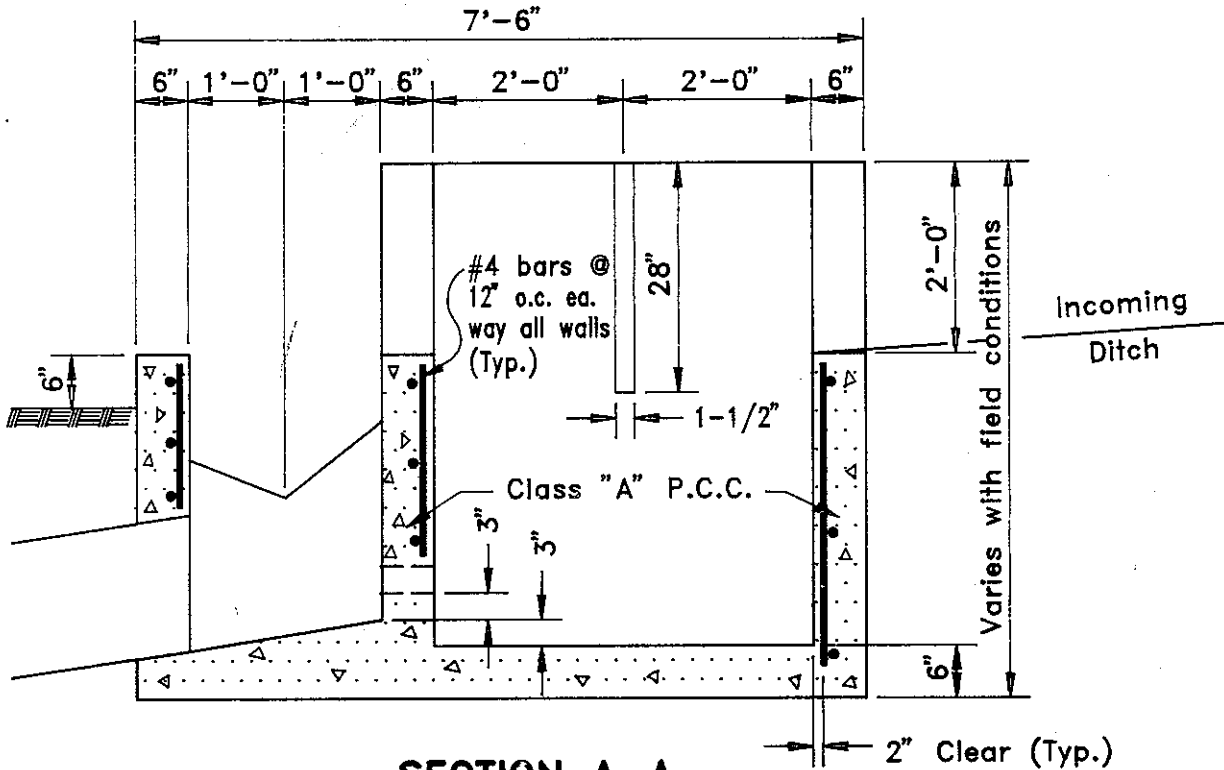 7'-6"
6" 1'-0" 1'-0" 6" 2'-0" 2'-0" 6"
#4 bars @
12" o.c. ea.
way all walls
(Typ.)
28"
2'-0"
Varies with field conditions
Incoming
Ditch
6"
1-1/2"
Class "A" P.C.C.
3"
3"
6"
2" Clear (Typ.)
SECTION A-A